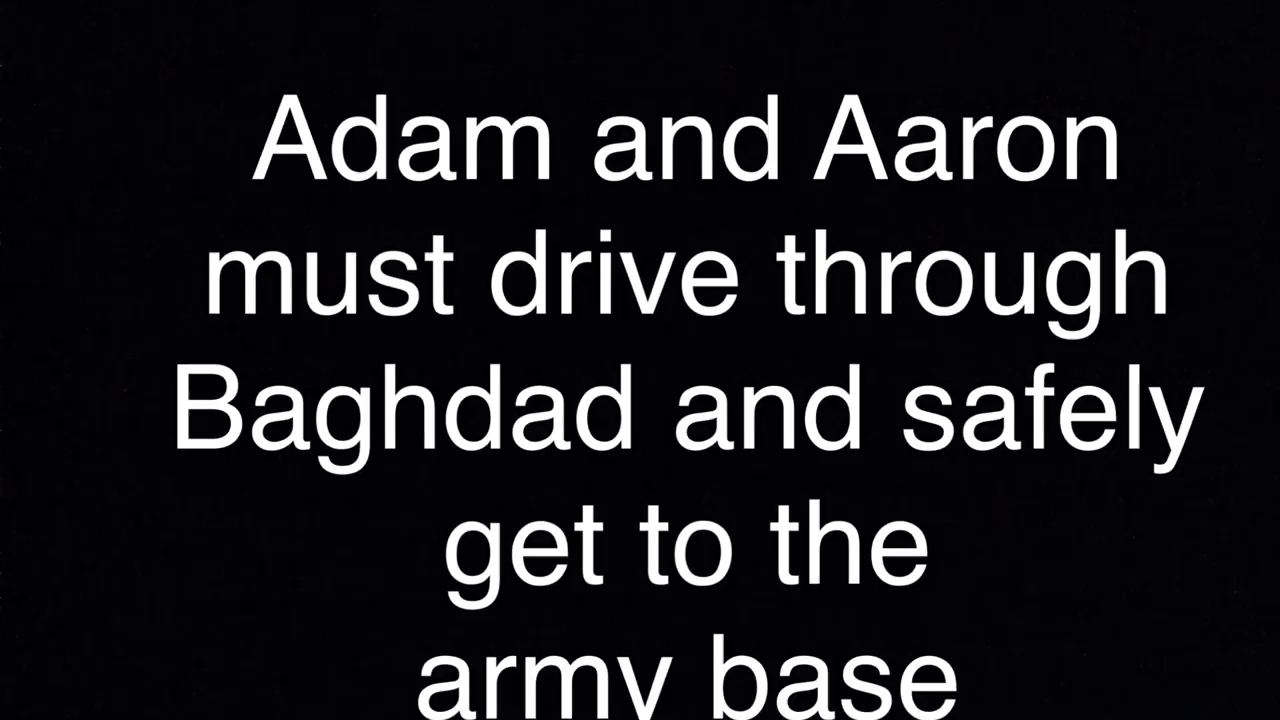 Adam and Aaron
must drive through
Baghdad and safely
get to the
army base